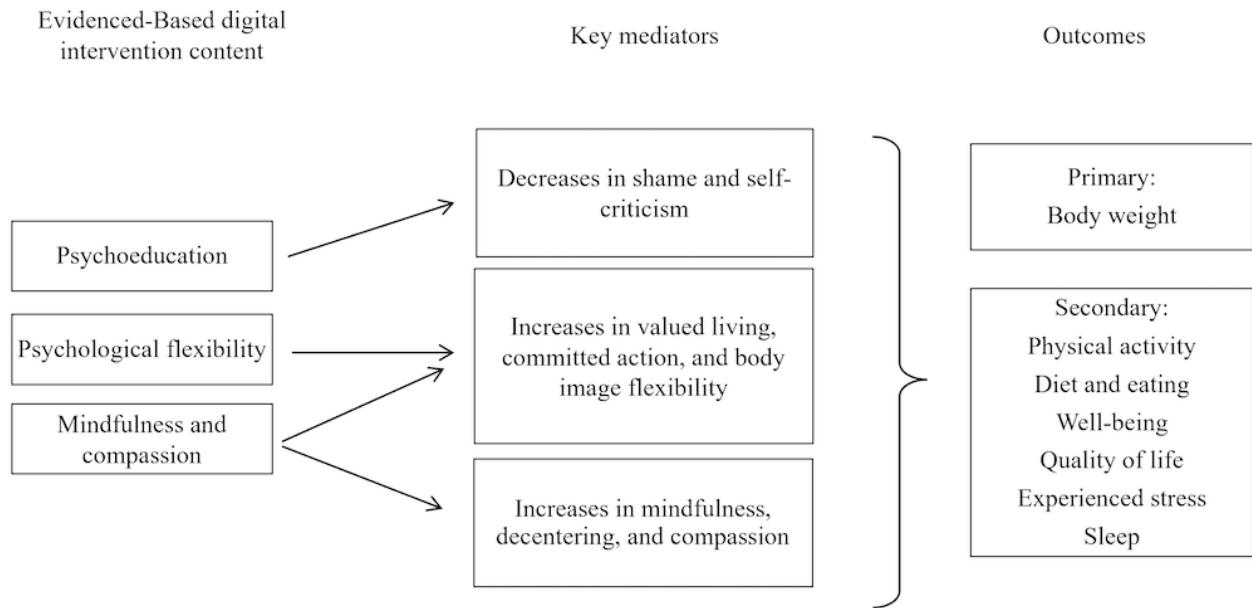 Evidenced-Based digital
intervention content
Key mediators
Outcomes
Psychoeducation
Psychological flexibility
Mindfulness and
compassion
Decreases in shame and self-
criticism
Increases in valued living,
committed action, and body
image flexibility
Increases in mindfulness,
decentering, and compassion
Primary:
Body weight
Secondary:
Physical activity
Diet and eating
Well-being
Quality of life
Experienced stress
Sleep